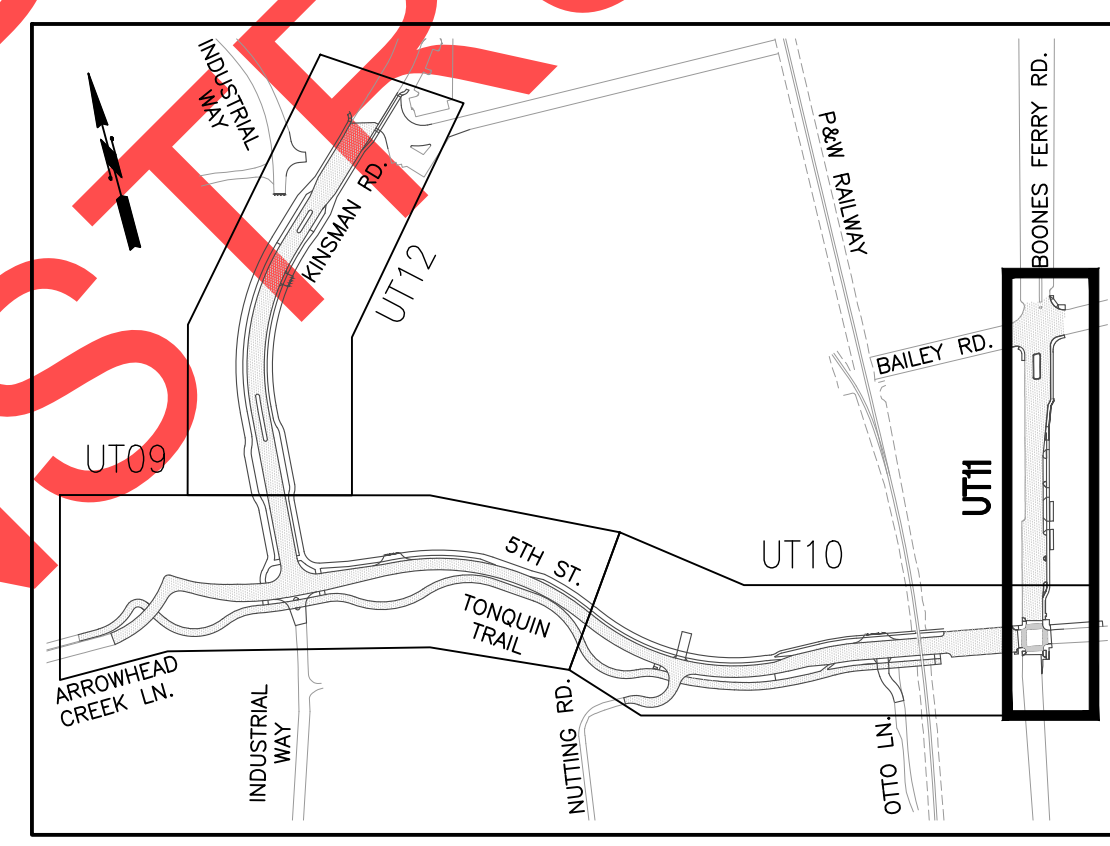 INDUSTRIAL
WAY
KINSMAN RD.
UT12
P&W RAILWAY
BOONES FERRY RD.
BAILEY RD.
UT09
UT11
5TH ST.
UT10
TONQUIN
TRAIL
ARROWHEAD
CREEK LN.
INDUSTRIAL
WAY
NUTTING RD.
OTTO LN.